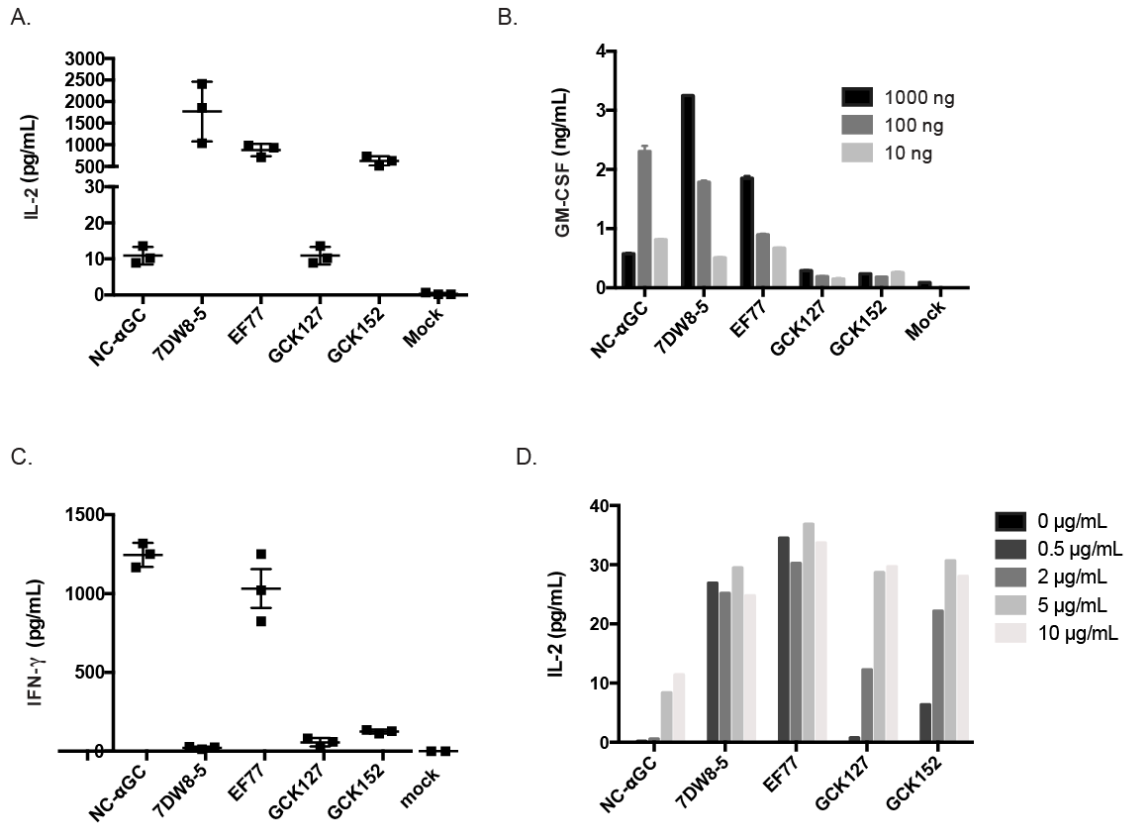 A.
IL-2 (pg/mL)
3000
2500
2000
1500
1000
500
30
20
10
0
NC-αGC
7DW8-5
EF77
GCK127
GCK152
Mock
B.
GM-CSF (ng/mL)
4
3
2
1
0
1000 ng
100 ng
10 ng
NC-αGC
7DW8-5
EF77
GCK127
GCK152
Mock
C.
IFN-γ (pg/mL)
1500
1000
500
0
NC-αGC
7DW8-5
EF77
GCK127
GCK152
mock
D.
IL-2 (pg/mL)
40
30
20
10
0
0 µg/mL
0.5 µg/mL
2 µg/mL
5 µg/mL
10 µg/mL
NC-αGC
7DW8-5
EF77
GCK127
GCK152